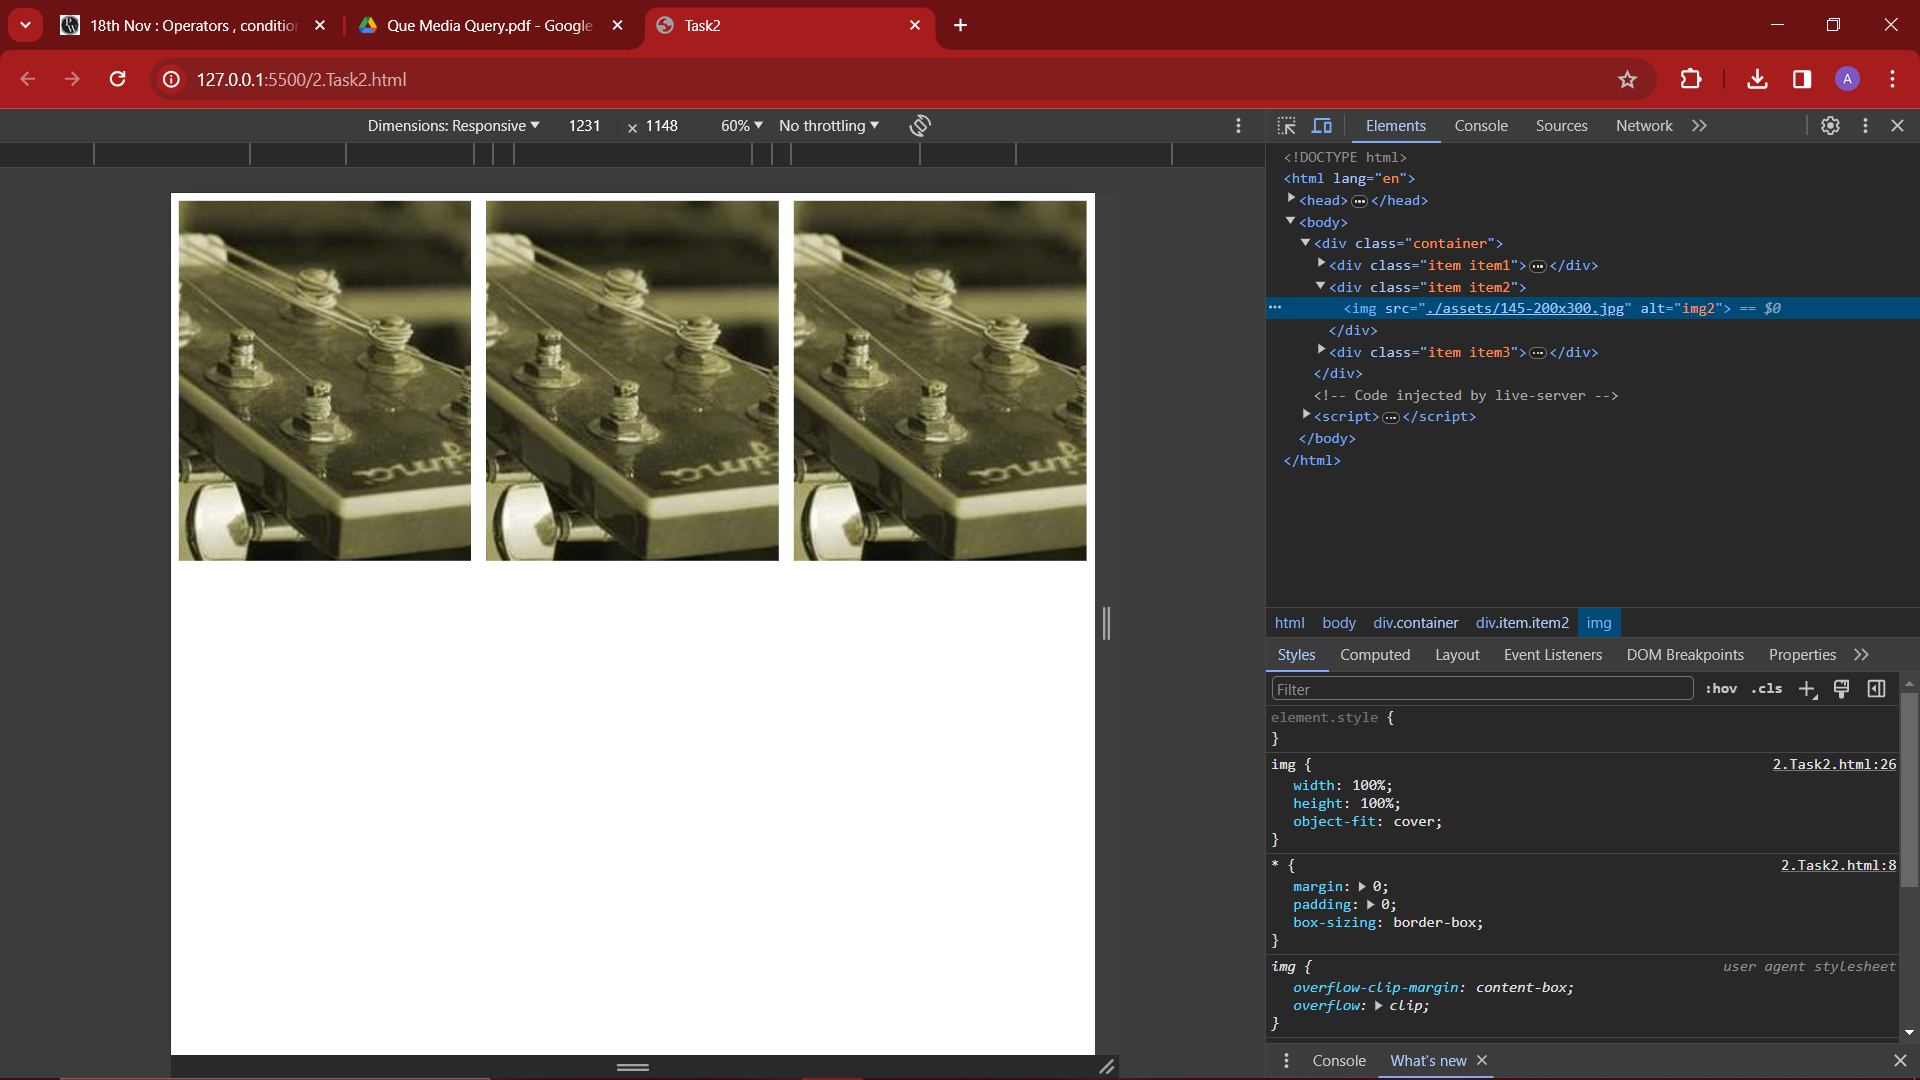 18th Nov : Operators , conditio
Que Media Query.pdf - Google
Task2
127.0.0.1:5500/2.Task2.html
A
Dimensions: Responsive 1231 × 1148 60% No throttling
Elements Console Sources Network
<!DOCTYPE html>
<html lang="en">
<head> ⋯ </head>
<body>
<div class="container">
<div class="item item1"> ⋯ </div>
<div class="item item2">
<img src="./assets/145-200x300.jpg" alt="img2"> == $0
</div>
<div class="item item3"> ⋯ </div>
</div>
<!-- Code injected by live-server -->
<script> ⋯ </script>
</body>
</html>
html body div.container div.item.item2 img
Styles Computed Layout Event Listeners DOM Breakpoints Properties
Filter :hov .cls
element.style {
}
img { 2.Task2.html:26
width: 100%;
height: 100%;
object-fit: cover;
}
* { 2.Task2.html:8
margin: 0;
padding: 0;
box-sizing: border-box;
}
img { user agent stylesheet
overflow-clip-margin: content-box;
overflow: clip;
}
Console What's new